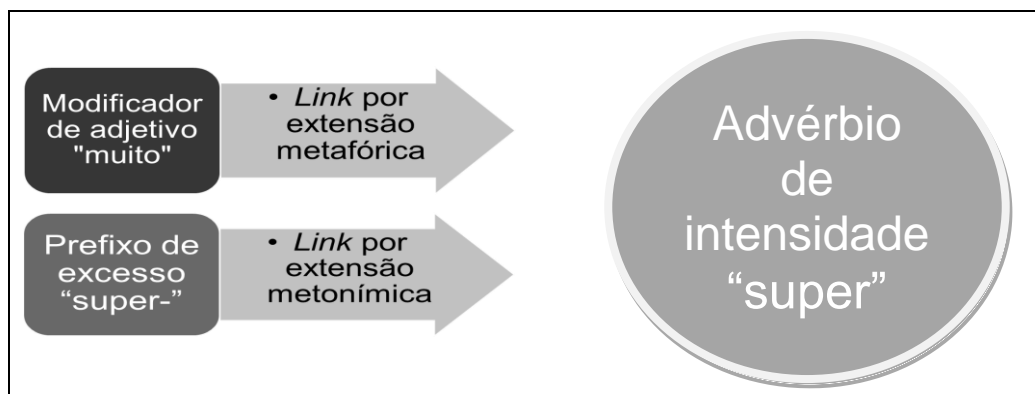 Modificador
de adjetivo
"muito"
• Link por
extensão
metafórica
Prefixo de
excesso
“super-”
• Link por
extensão
metonímica
Advérbio
de
intensidade
“super”